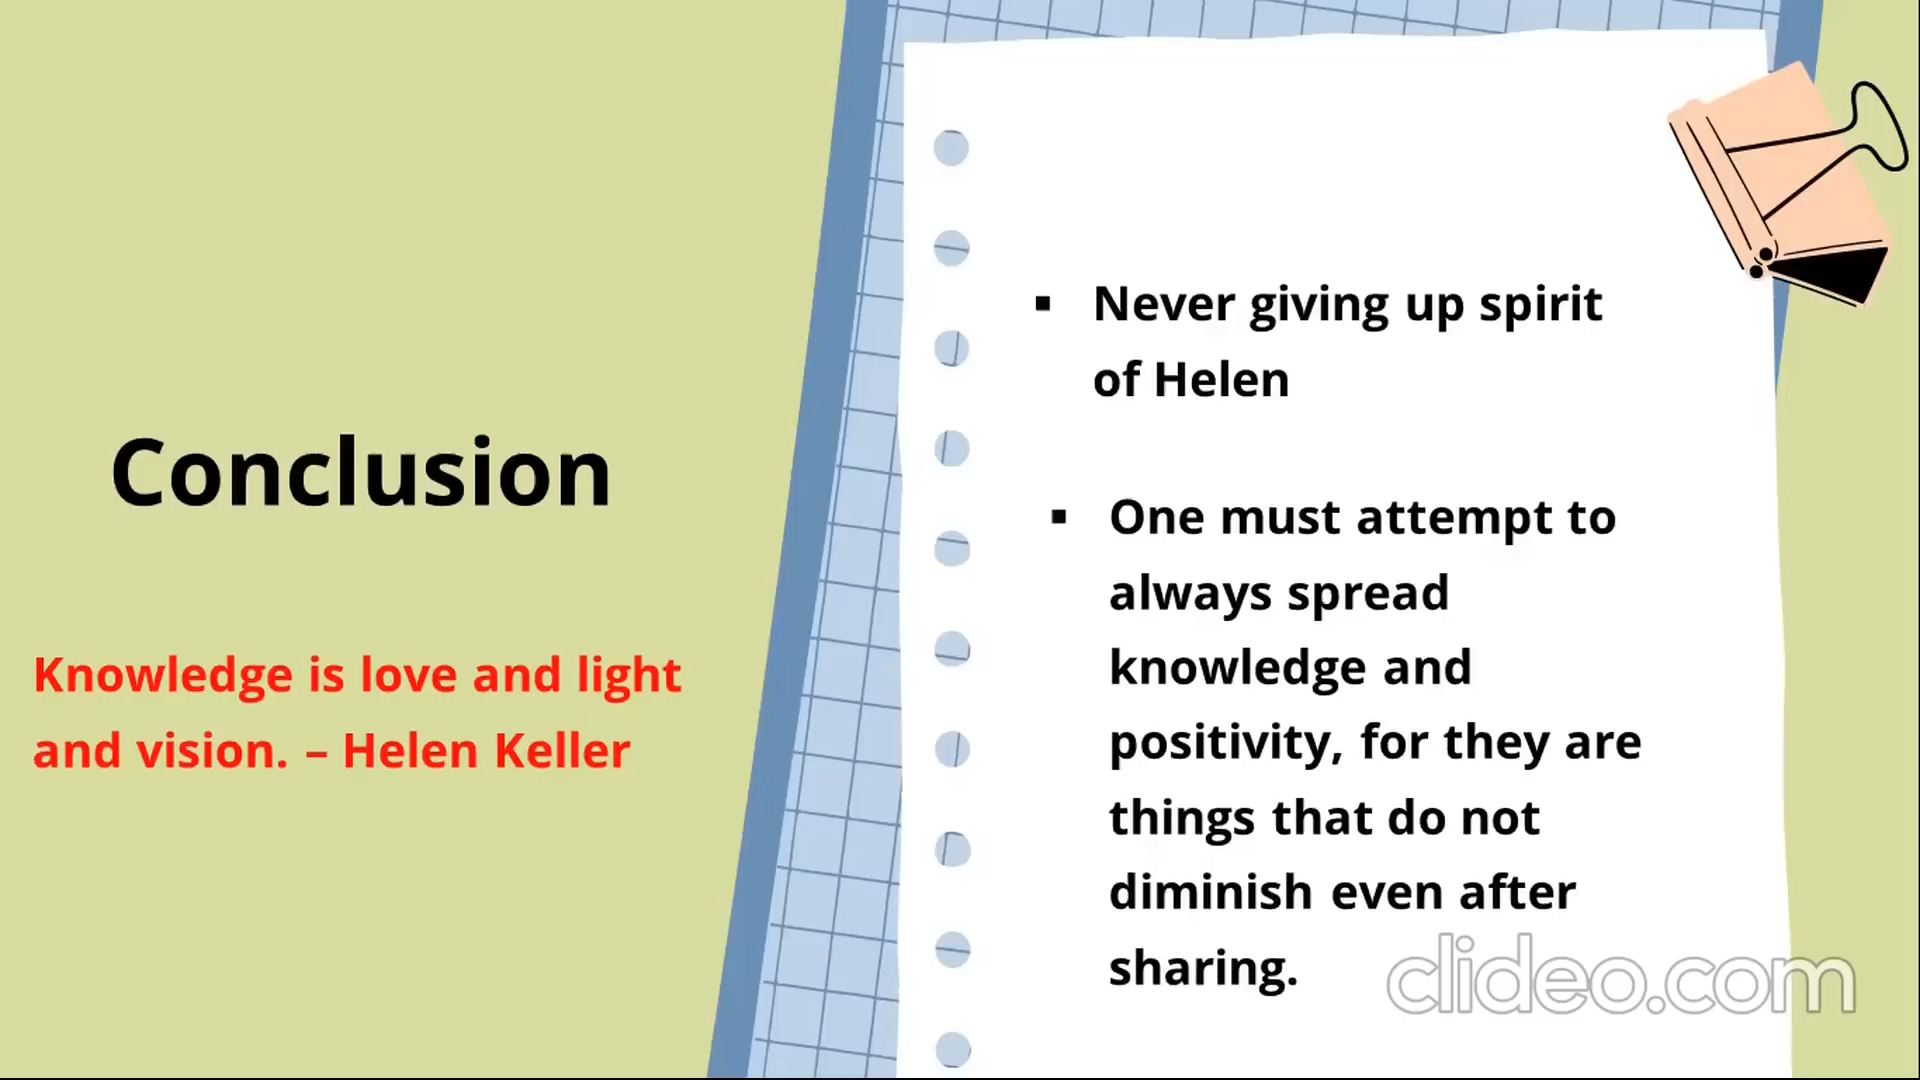 Conclusion
Knowledge is love and light
and vision. – Helen Keller
▪ Never giving up spirit
of Helen
▪ One must attempt to
always spread
knowledge and
positivity, for they are
things that do not
diminish even after
sharing.
clideo.com